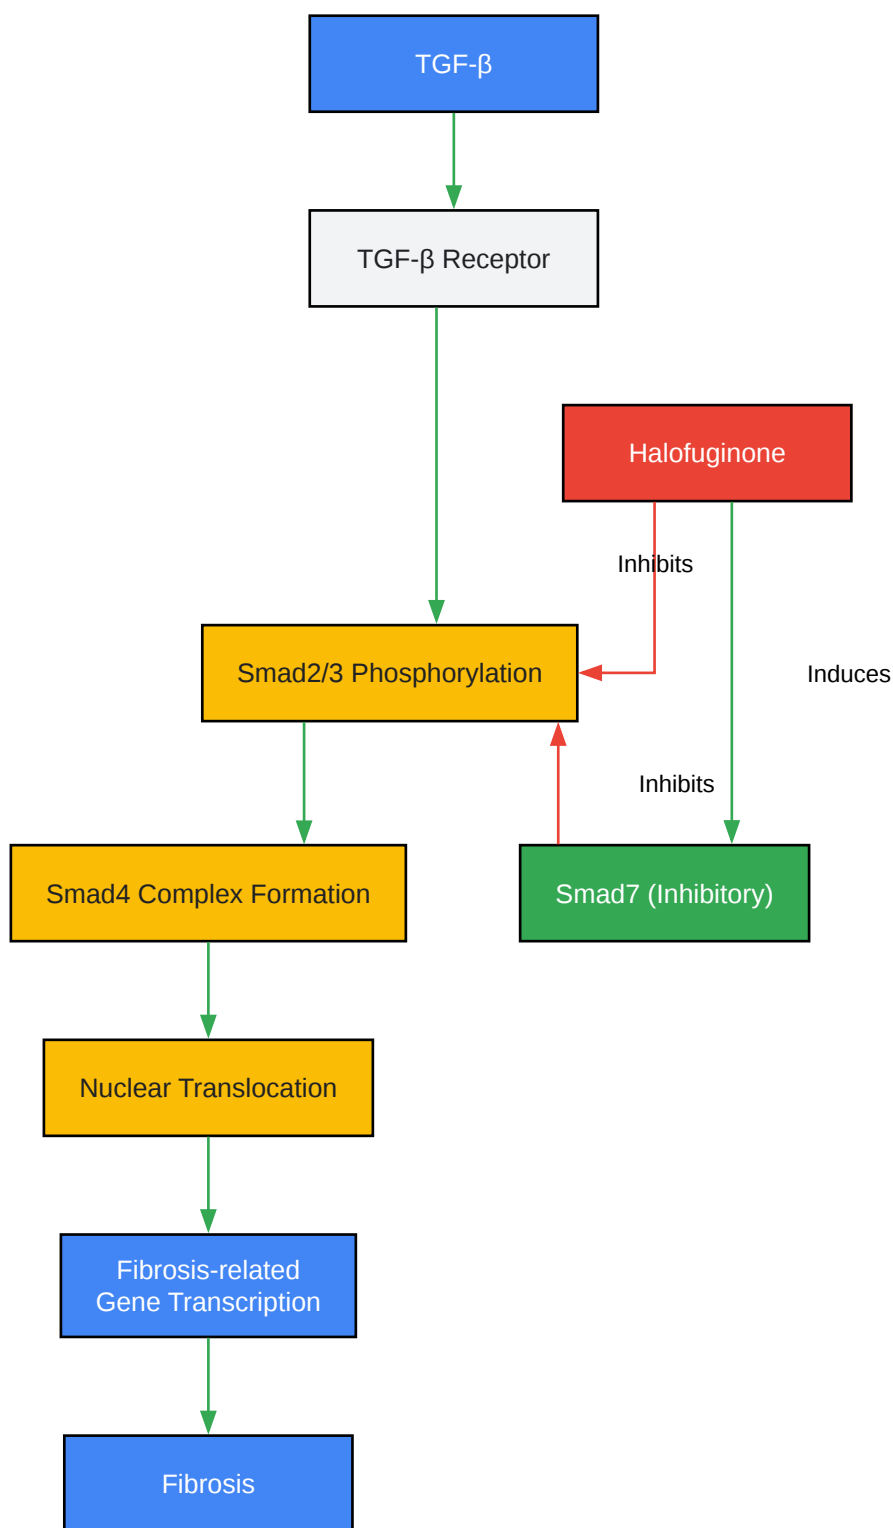 TGF-β
TGF-β Receptor
Halofuginone
Inhibits
Smad2/3 Phosphorylation
Induces
Inhibits
Smad4 Complex Formation
Smad7 (Inhibitory)
Nuclear Translocation
Fibrosis-related
Gene Transcription
Fibrosis